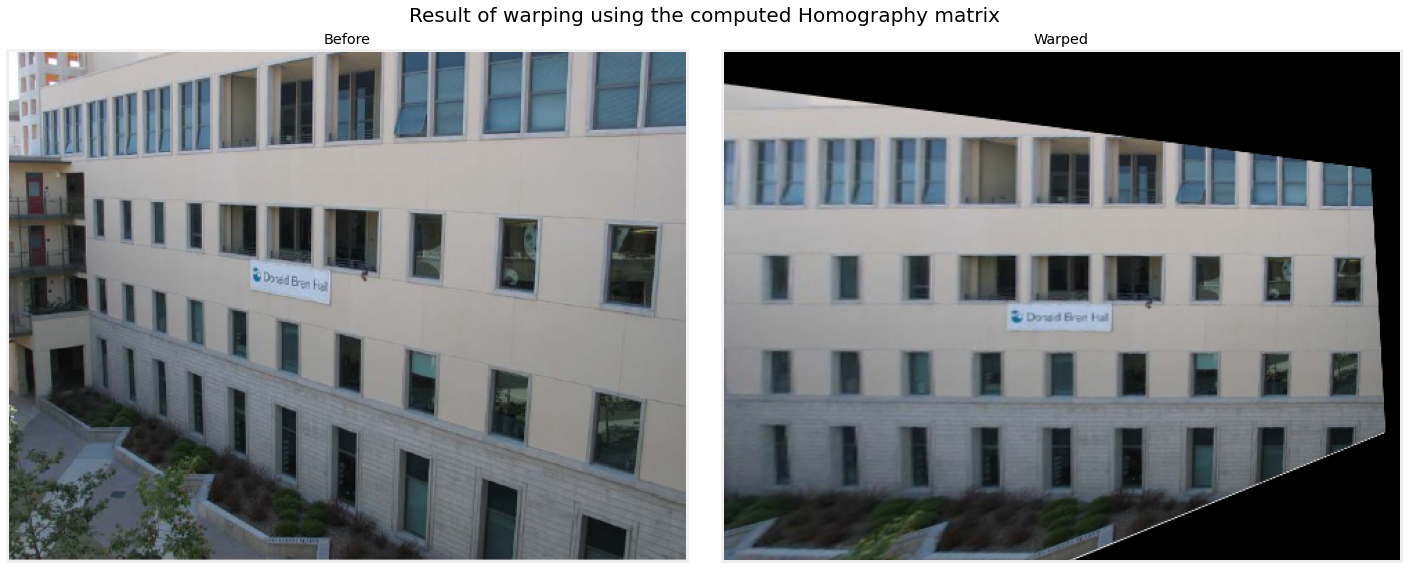 Result of warping using the computed Homography matrix
Before
Warped
Donald Bren Hall
Donald Bren Hall